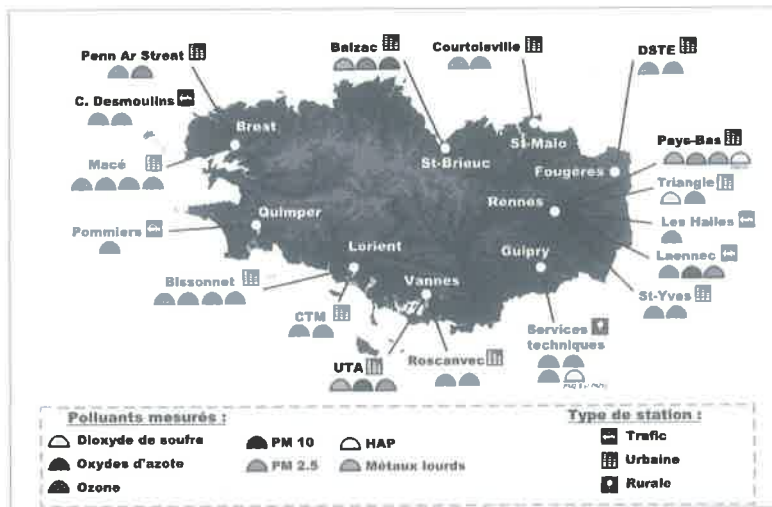 Penn Ar Streat
Balzac
Courtoisville
DSTE
C. Desmoulins
Brest
St-Malo
Pays-Bas
St-Brieuc
Macé
Fougères
Triangle
Rennes
Quimper
Les Halles
Pommiers
Lorient
Guipry
Laennec
Bissonnet
Vannes
St-Yves
CTM
Services
techniques
UTA
Roscanvec
Polluants mesurés :
Type de station :
Dioxyde de soufre
PM 10
HAP
Trafic
Oxydes d'azote
PM 2.5
Métaux lourds
Urbaine
Ozone
Rurale